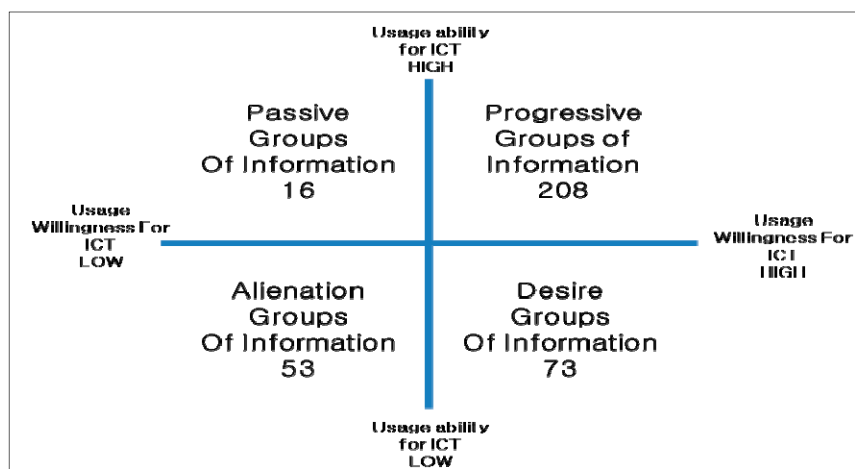 Usage ability
for ICT
HIGH
Passive
Groups
Of Information
16
Progressive
Groups of
Information
208
Usage
Willingness For
ICT
LOW
Usage
Willingness For
ICT
HIGH
Alienation
Groups
Of Information
53
Desire
Groups
Of Information
73
Usage ability
for ICT
LOW